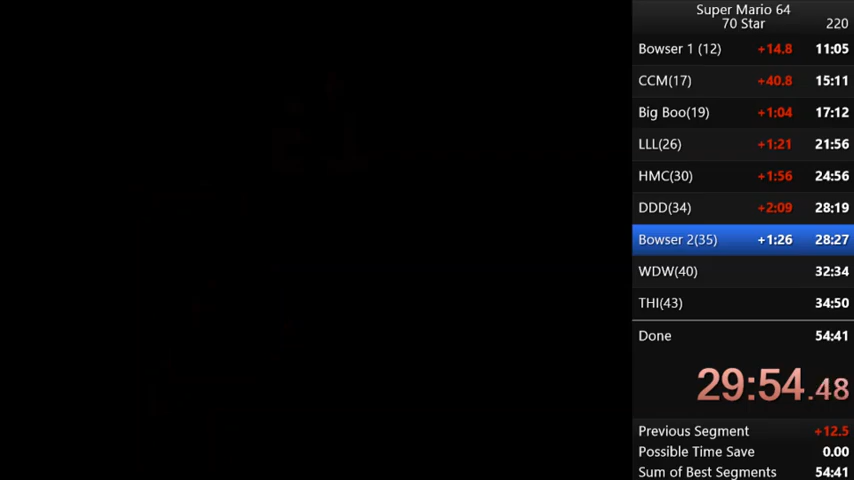 Super Mario 64
70 Star 220
Bowser 1 (12) +14.8 11:05
CCM(17) +40.8 15:11
Big Boo(19) +1:04 17:12
LLL(26) +1:21 21:56
HMC(30) +1:56 24:56
DDD(34) +2:09 28:19
Bowser 2(35) +1:26 28:27
WDW(40) 32:34
THI(43) 34:50
Done 54:41
29:54.48
Previous Segment +12.5
Possible Time Save 0.00
Sum of Best Segments 54:41